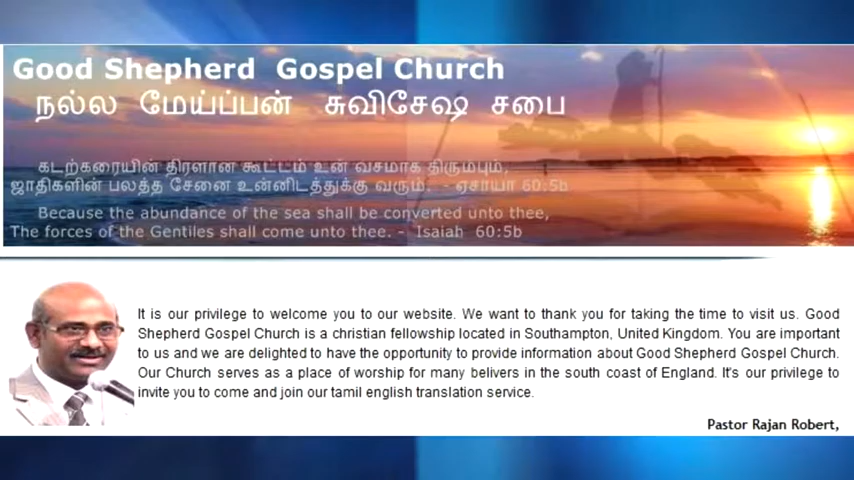 Good Shepherd Gospel Church
நல்ல மேய்ப்பன் சுவிசேஷ சபை
கடற்கரையின் திரளான கூட்டம் உன் வசமாக திரும்பும்,
ஜாதிகளின் பலத்த சேனை உன்னிடத்துக்கு வரும். - ஏசாயா 60:5b
Because the abundance of the sea shall be converted unto thee,
The forces of the Gentiles shall come unto thee. - Isaiah 60:5b
It is our privilege to welcome you to our website. We want to thank you for taking the time to visit us. Good
Shepherd Gospel Church is a christian fellowship located in Southampton, United Kingdom. You are important
to us and we are delighted to have the opportunity to provide information about Good Shepherd Gospel Church.
Our Church serves as a place of worship for many belivers in the south coast of England. It's our privilege to
invite you to come and join our tamil english translation service.
Pastor Rajan Robert,